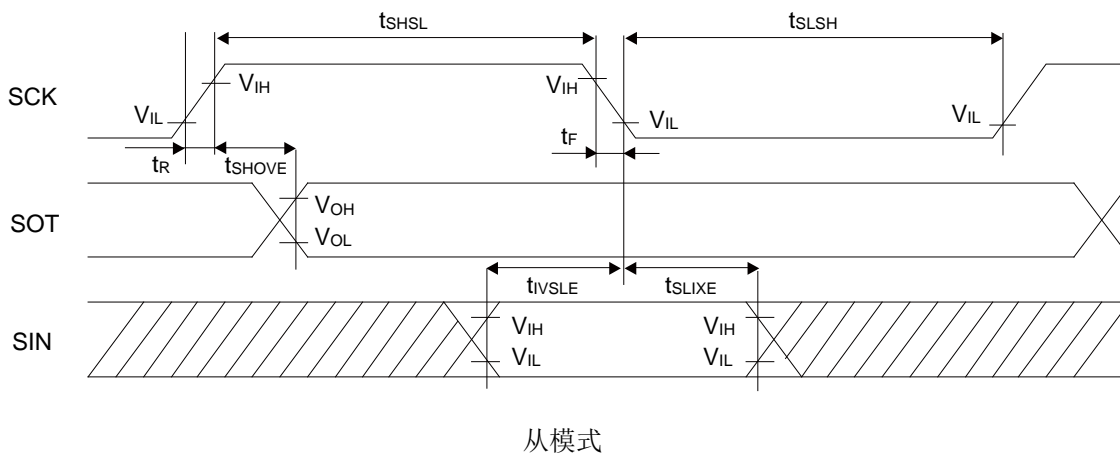 tSHSL tSLSH
SCK VIL VIH VIH VIL VIL
tR tSHOVE tF
SOT VOH
VOL
tIVSLE tSLIXE
SIN VIH VIH
VIL VIL
从模式